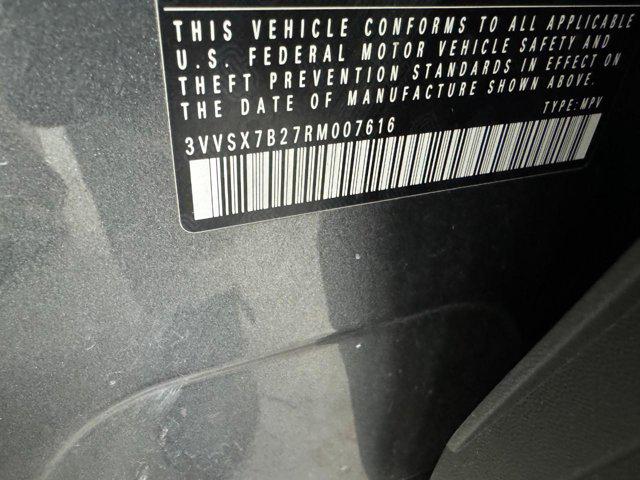 THIS VEHICLE CONFORMS TO ALL APPLICABLE
U.S. FEDERAL MOTOR VEHICLE SAFETY AND
THEFT PREVENTION STANDARDS IN EFFECT ON
THE DATE OF MANUFACTURE SHOWN ABOVE.
TYPE: MPV
3VVSX7B27RM007616